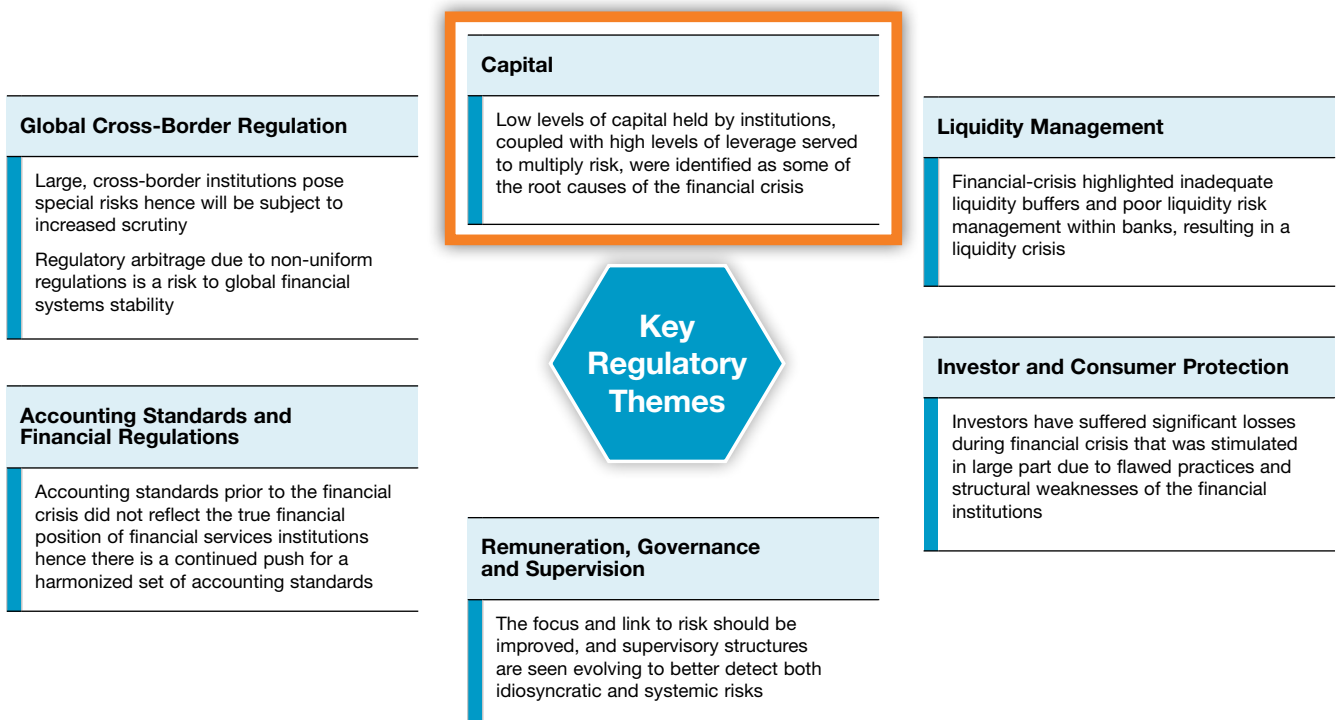 Capital
Low levels of capital held by institutions,
coupled with high levels of leverage served
to multiply risk, were identified as some of
the root causes of the financial crisis
Global Cross-Border Regulation
Large, cross-border institutions pose
special risks hence will be subject to
increased scrutiny
Regulatory arbitrage due to non-uniform
regulations is a risk to global financial
systems stability
Liquidity Management
Financial-crisis highlighted inadequate
liquidity buffers and poor liquidity risk
management within banks, resulting in a
liquidity crisis
Key
Regulatory
Themes
Accounting Standards and
Financial Regulations
Accounting standards prior to the financial
crisis did not reflect the true financial
position of financial services institutions
hence there is a continued push for a
harmonized set of accounting standards
Investor and Consumer Protection
Investors have suffered significant losses
during financial crisis that was stimulated
in large part due to flawed practices and
structural weaknesses of the financial
institutions
Remuneration, Governance
and Supervision
The focus and link to risk should be
improved, and supervisory structures
are seen evolving to better detect both
idiosyncratic and systemic risks